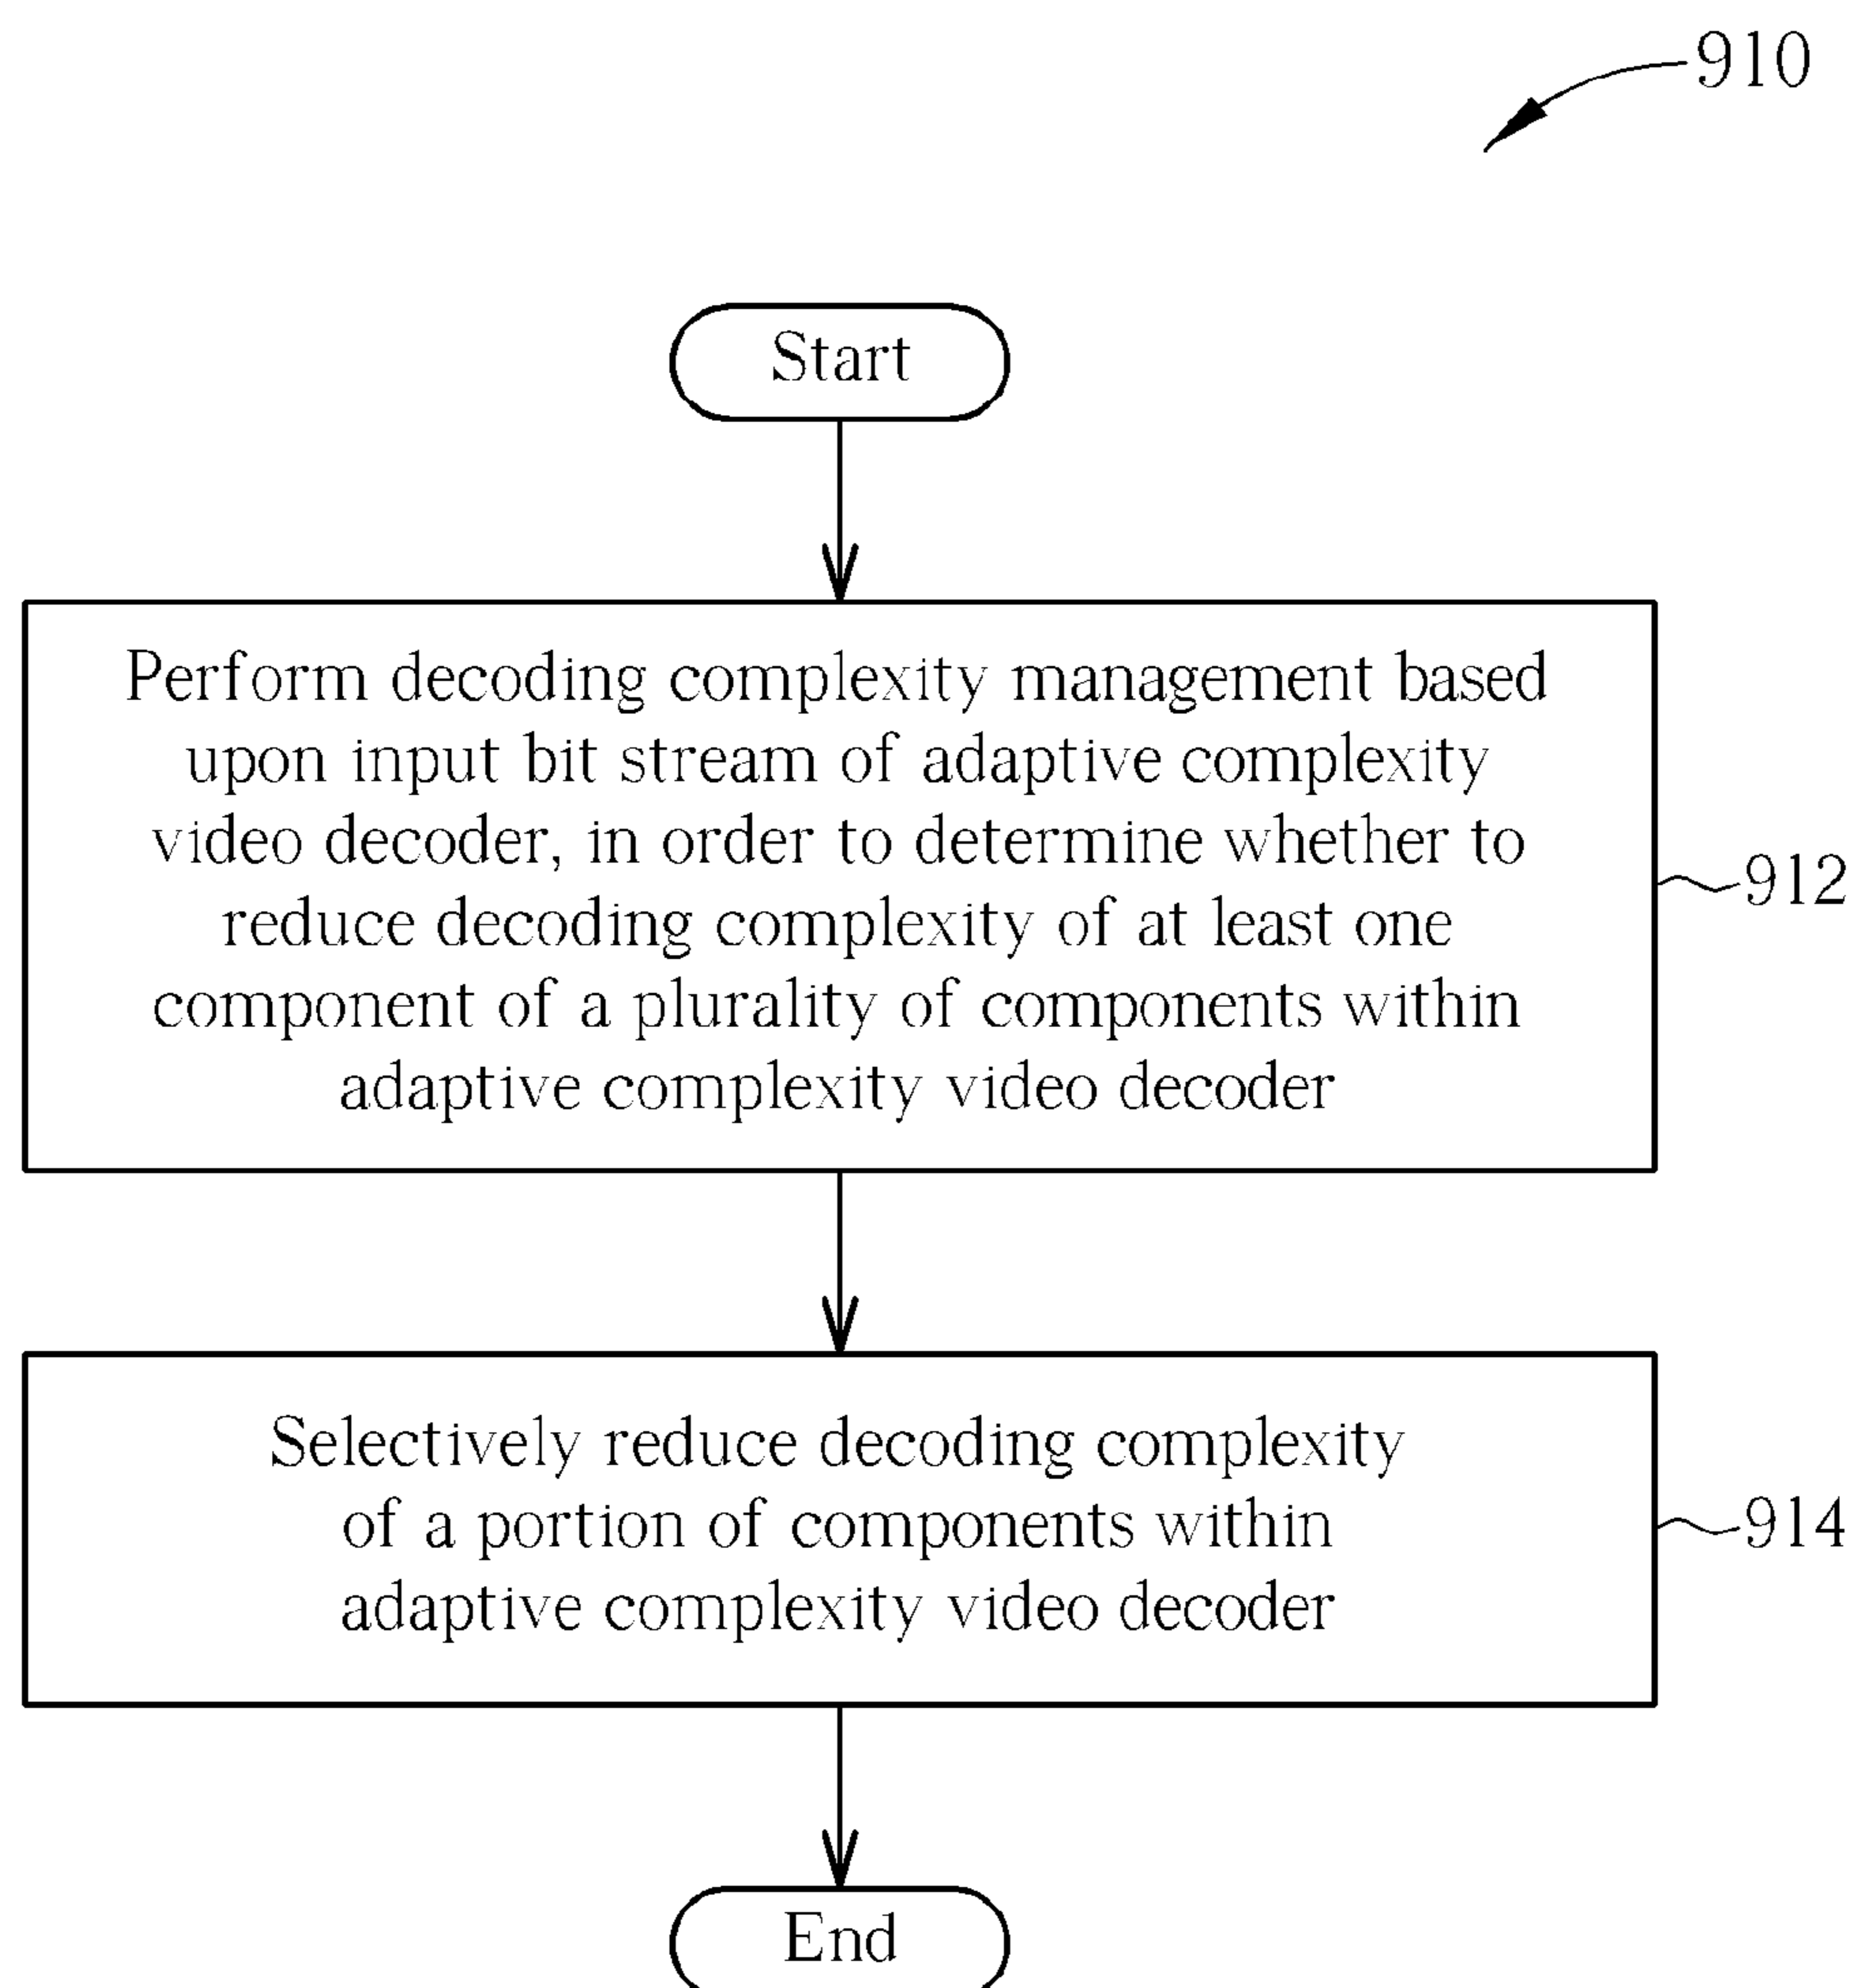 910
Start
Perform decoding complexity management based
upon input bit stream of adaptive complexity
video decoder, in order to determine whether to
reduce decoding complexity of at least one
component of a plurality of components within
adaptive complexity video decoder
912
Selectively reduce decoding complexity
of a portion of components within
adaptive complexity video decoder
914
End